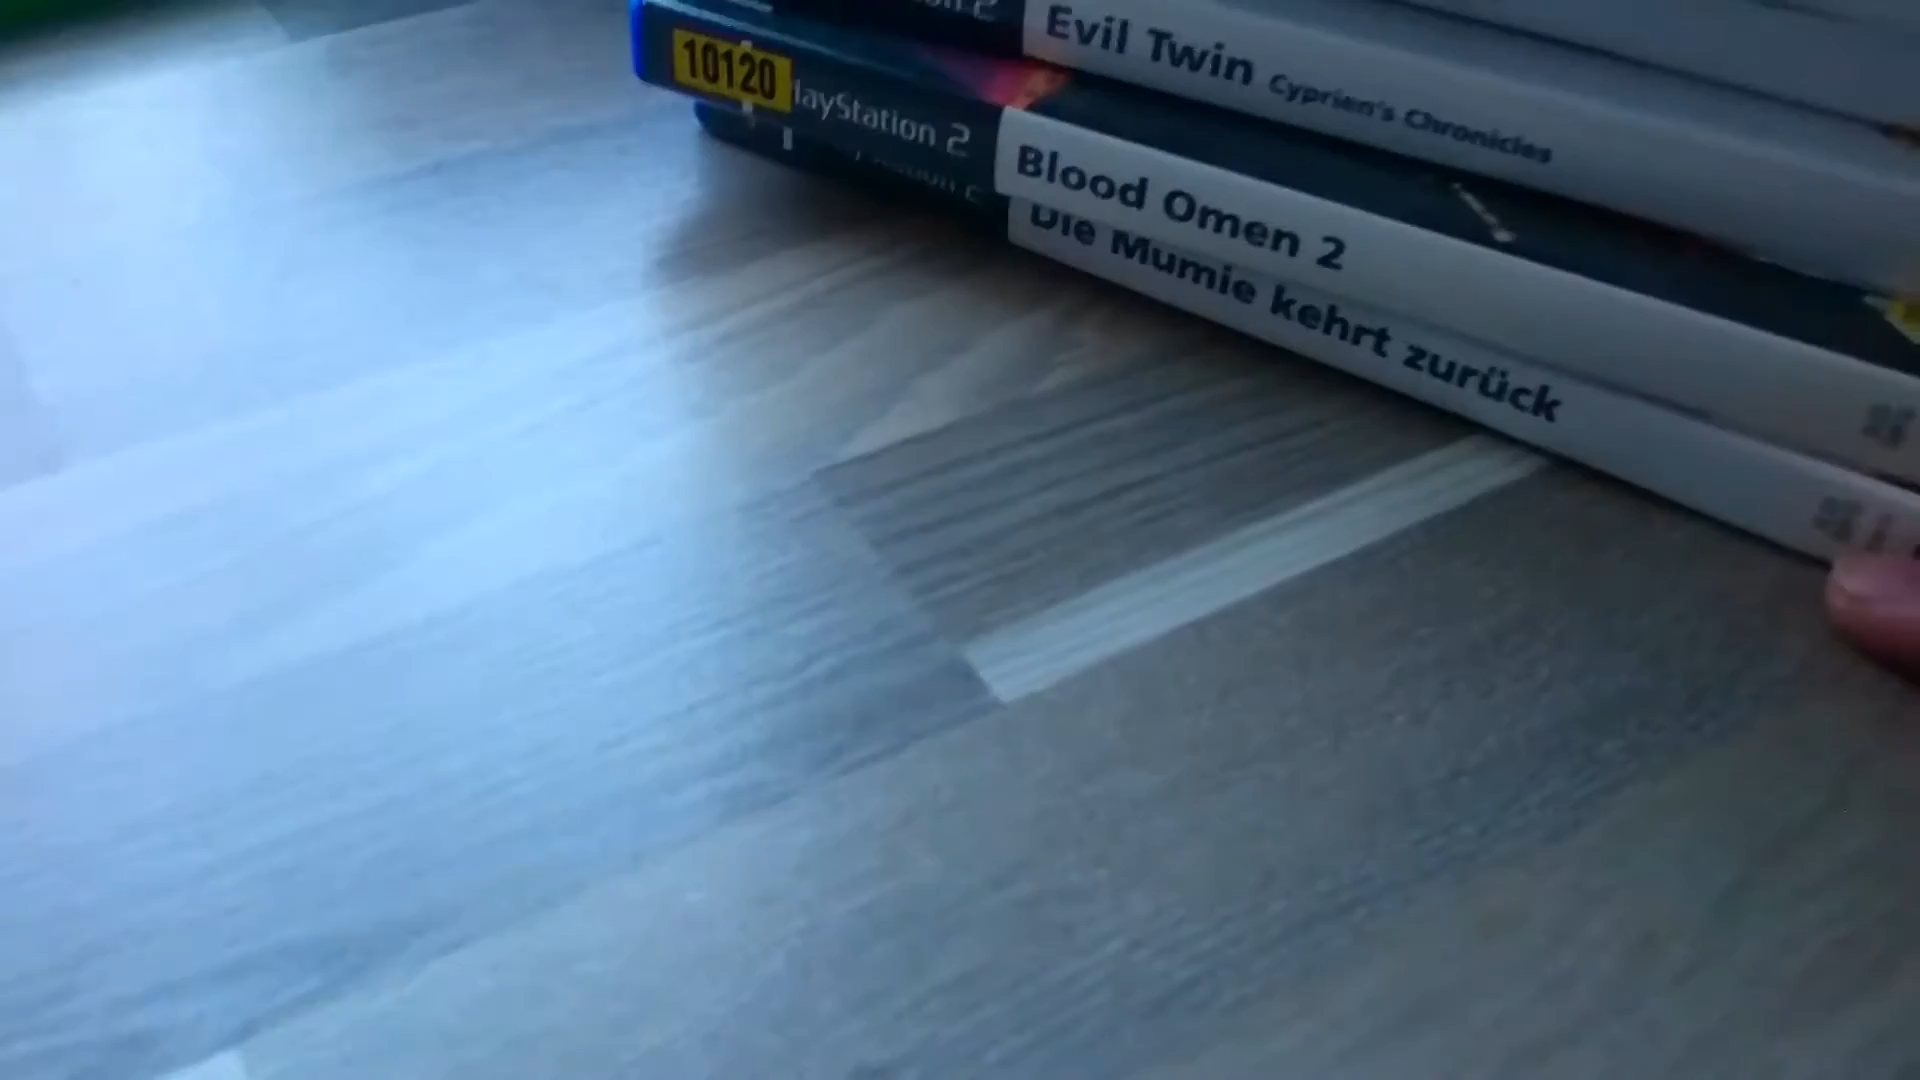 Evil Twin Cyprien's Chronicles
10120
layStation 2
Blood Omen 2
Die Mumie kehrt zurück